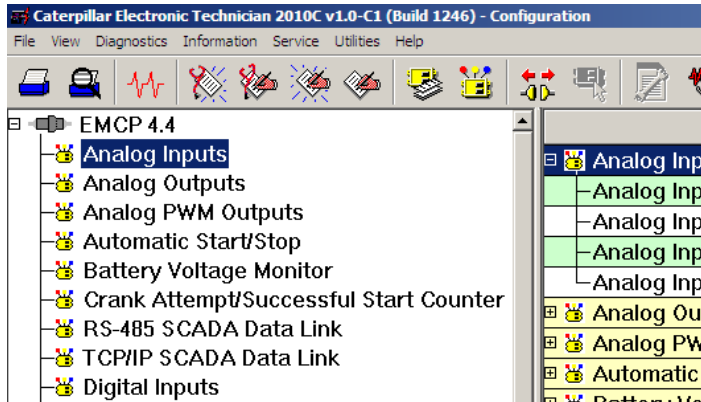 Caterpillar Electronic Technician 2010C v1.0-C1 (Build 1246) - Configuration
File View Diagnostics Information Service Utilities Help
EMCP 4.4
Analog Inputs
Analog Outputs
Analog PWM Outputs
Automatic Start/Stop
Battery Voltage Monitor
Crank Attempt/Successful Start Counter
RS-485 SCADA Data Link
TCP/IP SCADA Data Link
Digital Inputs
Analog Inp
Analog Inp
Analog Inp
Analog Inp
Analog Inp
Analog Ou
Analog PW
Automatic